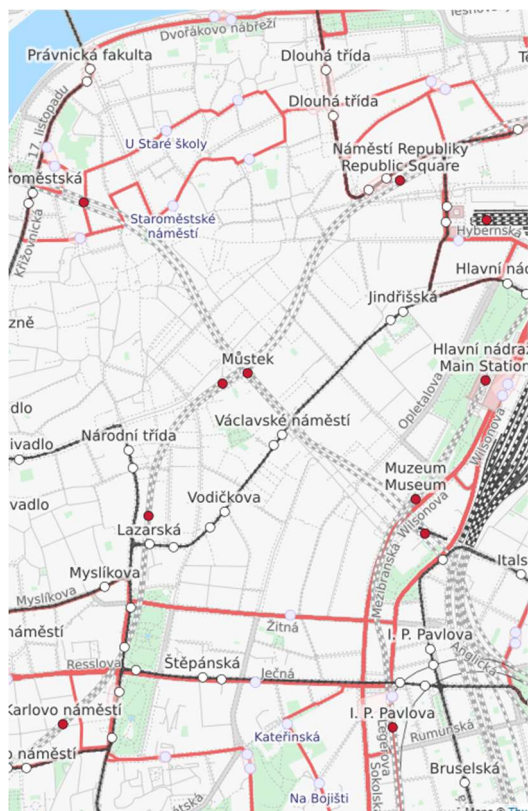 Dvořákovo nábřeží
Právnická fakulta
Dlouhá třída
Dlouhá třída
17. listopadu
U Staré školy
Náměstí Republiky
Republic Square
roměstská
Staroměstské
náměstí
Křižovnická
Hybernská
Hlavní nád
Jindřišská
zně
Hlavní nádraž
Main Station
Můstek
Opletalova
dlo
Václavské náměstí
ivadlo
Národní třída
Wilsonova
Muzeum
Museum
Vodičkova
vadlo
Wilsonova
Lazarská
Mezibranská
Itals
Myslíkova
Myslíkova
Žitná
náměstí
I. P. Pavlova
Anglická
Resslova
Štěpánská
Ječná
Karlovo náměstí
I. P. Pavlova
Legerova
Rumunská
Kateřinská
o náměstí
Sokolsk
Bruselská
Na Bojišti
átská